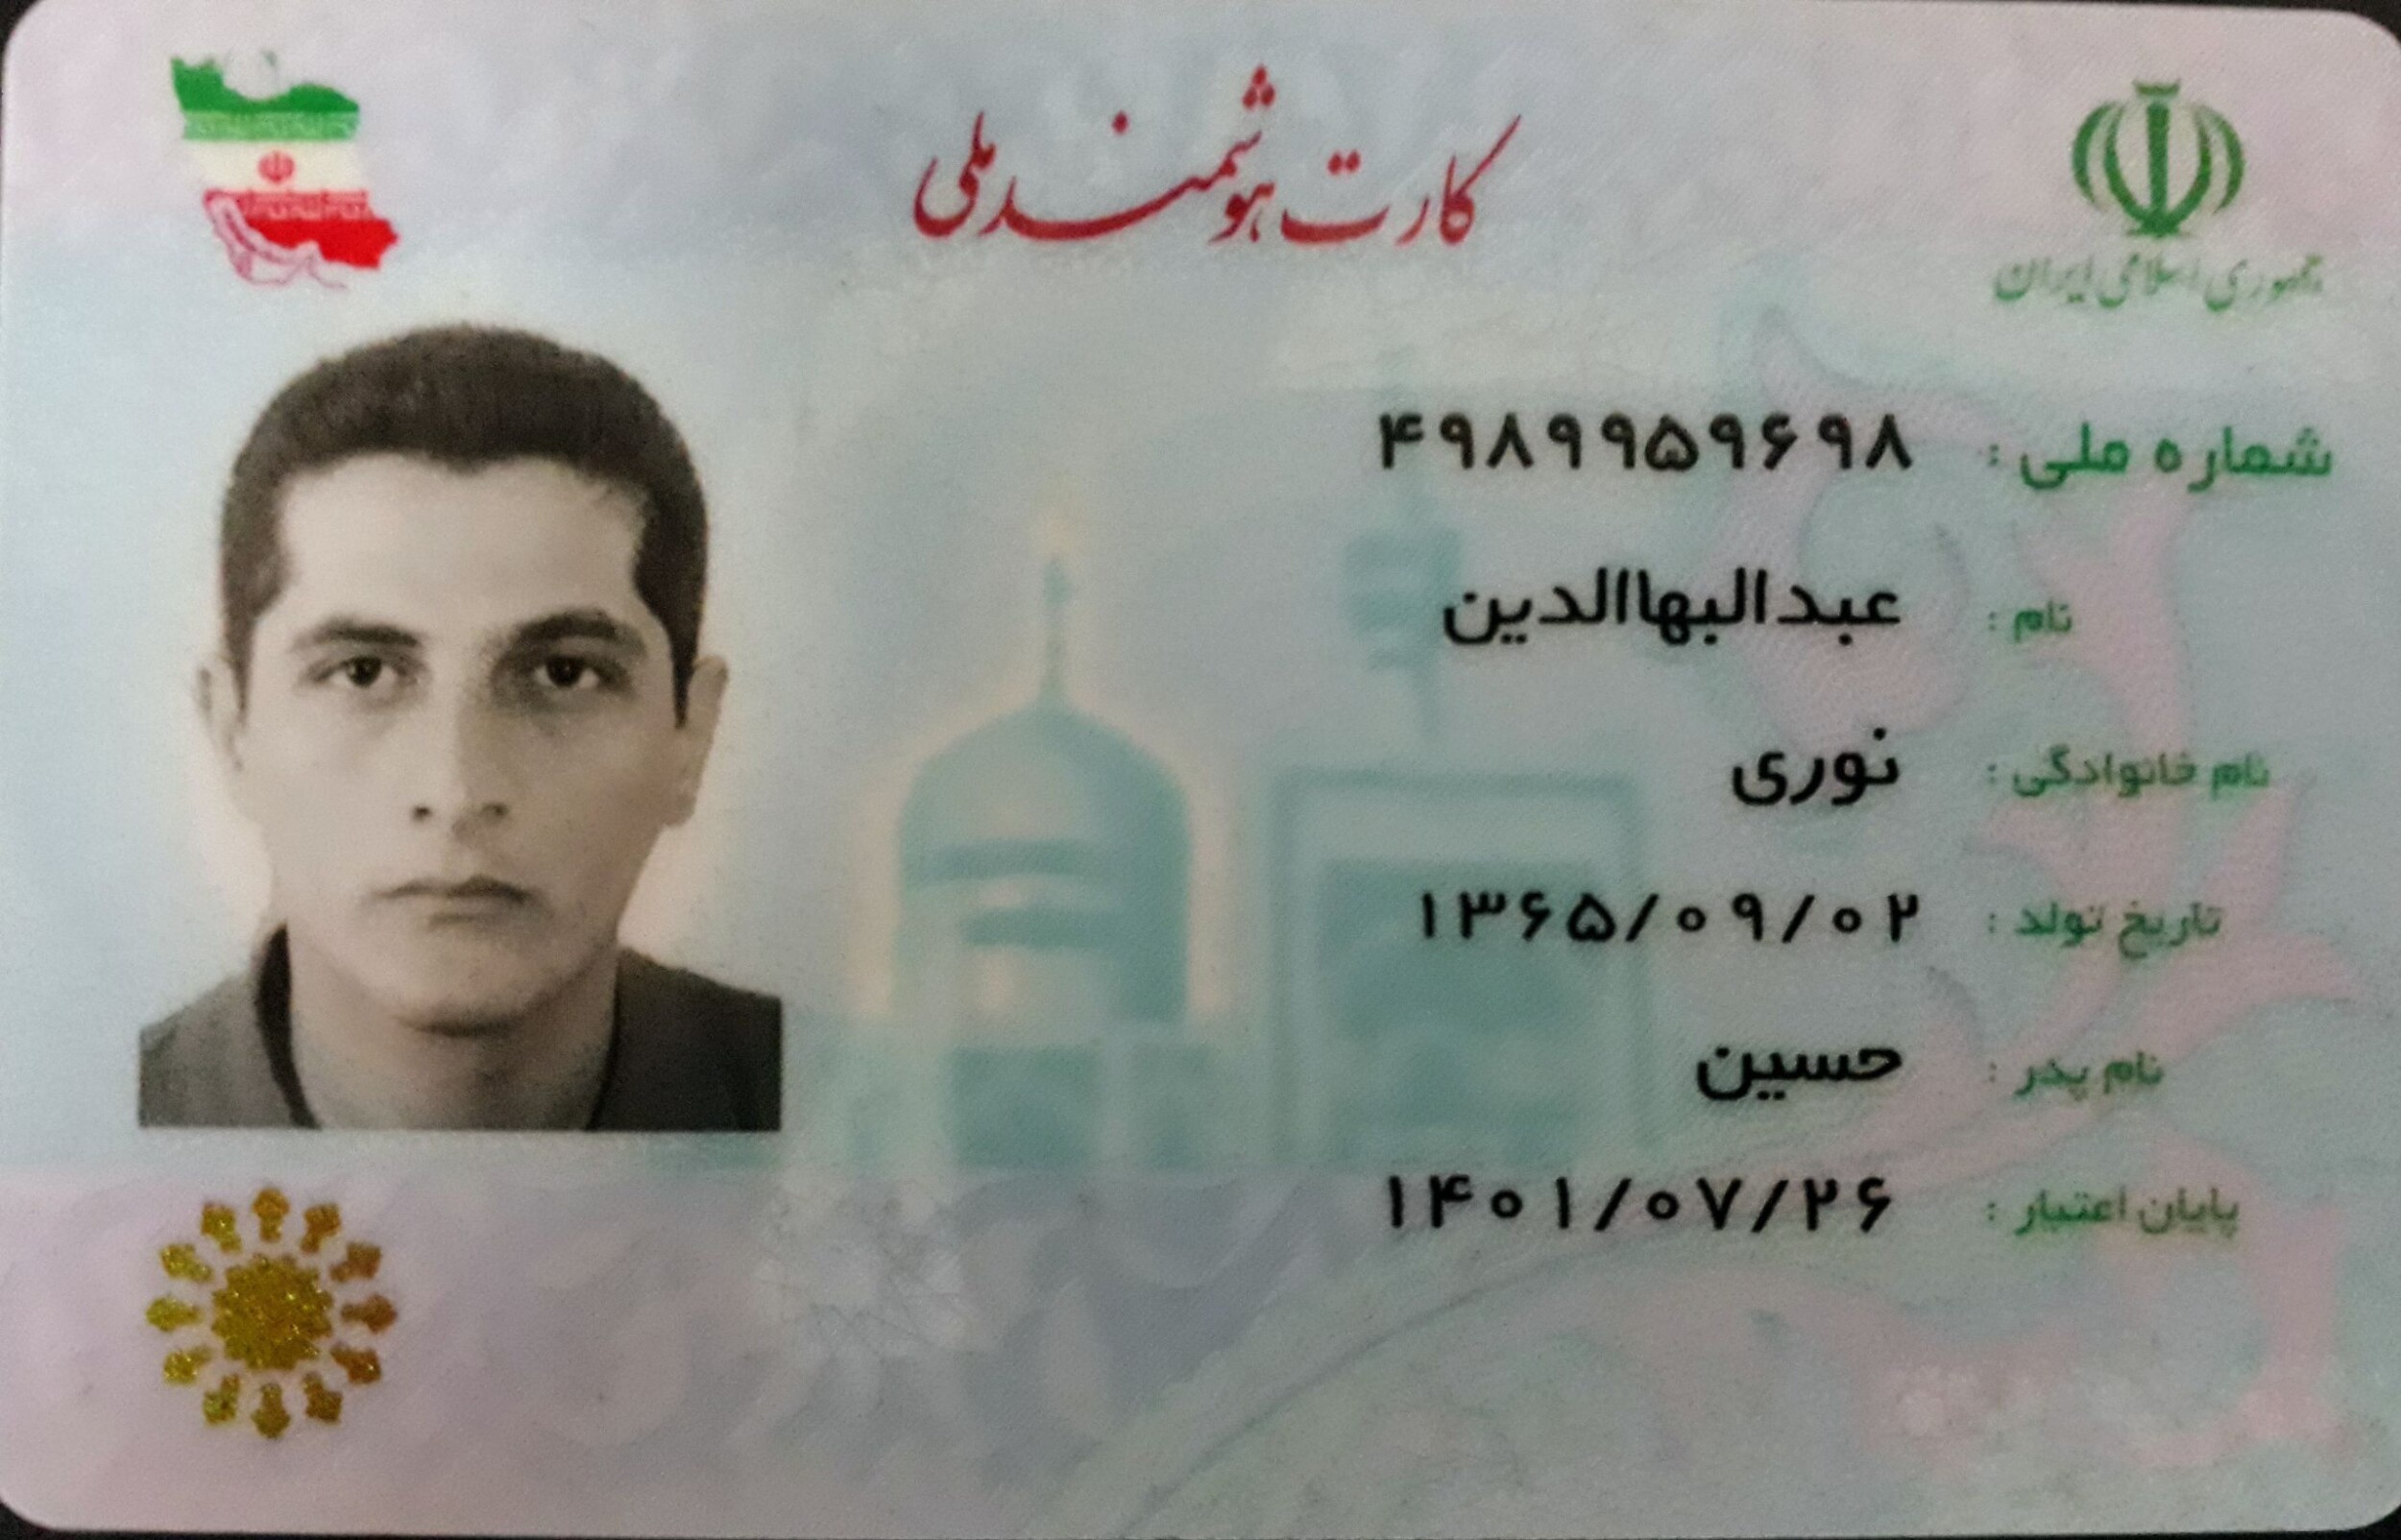 کارت هوشمند ملی
جمهوری اسلامی ایران
شماره ملی : ۴۹۸۹۹۵۹۶۹۸
نام : عبدالبهاالدین
نام خانوادگی : نوری
تاریخ تولد : ۱۳۶۵/۰۹/۰۲
نام پدر : حسین
پایان اعتبار : ۱۴۰۱/۰۷/۲۶